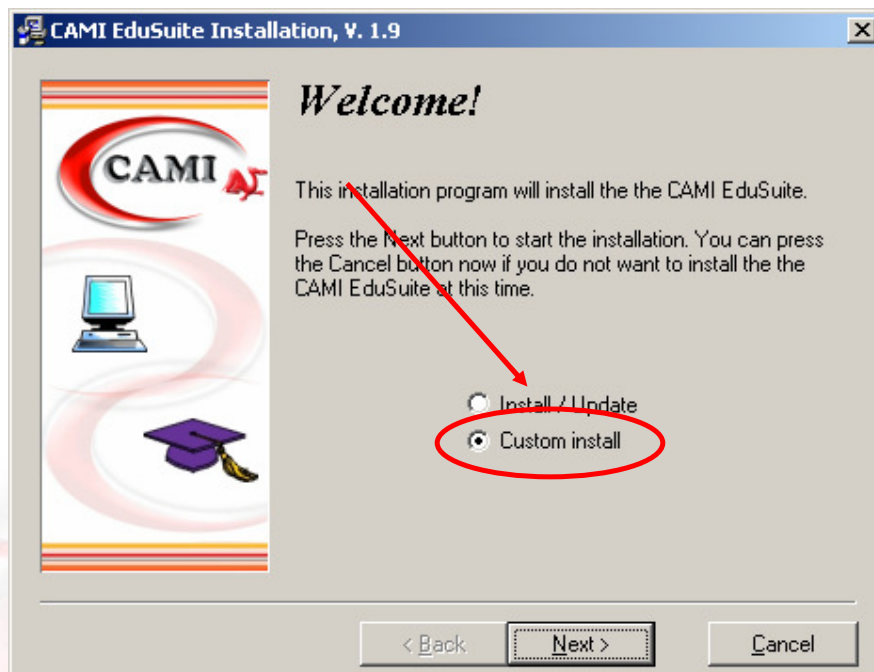 CAMI EduSuite Installation, V. 1.9
Welcome!
CAMI
This installation program will install the the CAMI EduSuite.
Press the Next button to start the installation. You can press
the Cancel button now if you do not want to install the the
CAMI EduSuite at this time.
Install / Update
Custom install
< Back
Next >
Cancel